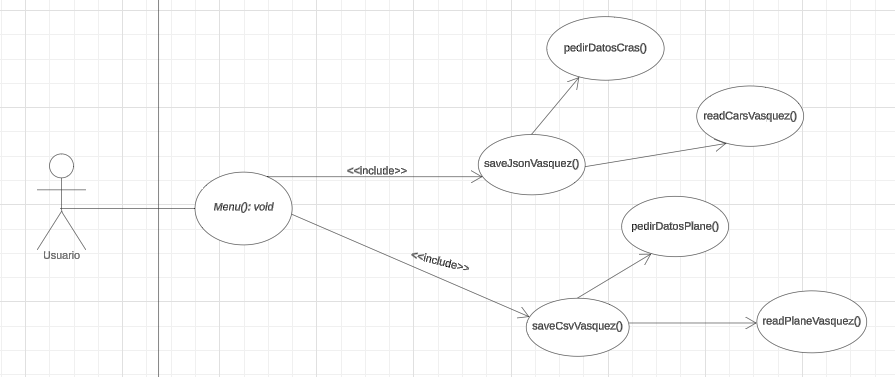 pedirDatosCras()
readCarsVasquez()
<<include>>
saveJsonVasquez()
Menu(): void
Usuario
pedirDatosPlane()
<<include>>
saveCsvVasquez()
readPlaneVasquez()